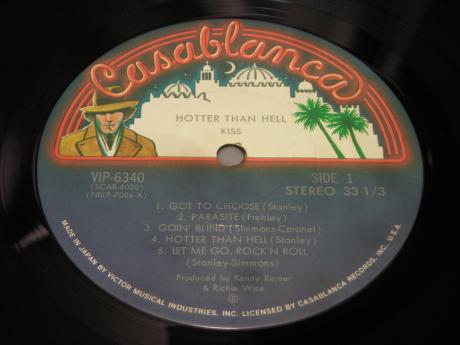 Casablanca
HOTTER THAN HELL
KISS
VIP-6340
(SCAB-6020)
(NBLP-7006-A)
SIDE 1
STEREO 33 1/3
1. GOT TO CHOOSE (Stanley)
2. PARASITE (Frehley)
3. GOIN' BLIND (Simmons-Coronel)
4. HOTTER THAN HELL (Stanley)
5. LET ME GO, ROCK'N ROLL
(Stanley-Simmons)
Produced by Kenny Kerner
& Richie Wise
MADE IN JAPAN BY VICTOR MUSICAL INDUSTRIES, INC. LICENSED BY CASABLANCA RECORDS, INC. U.S.A.